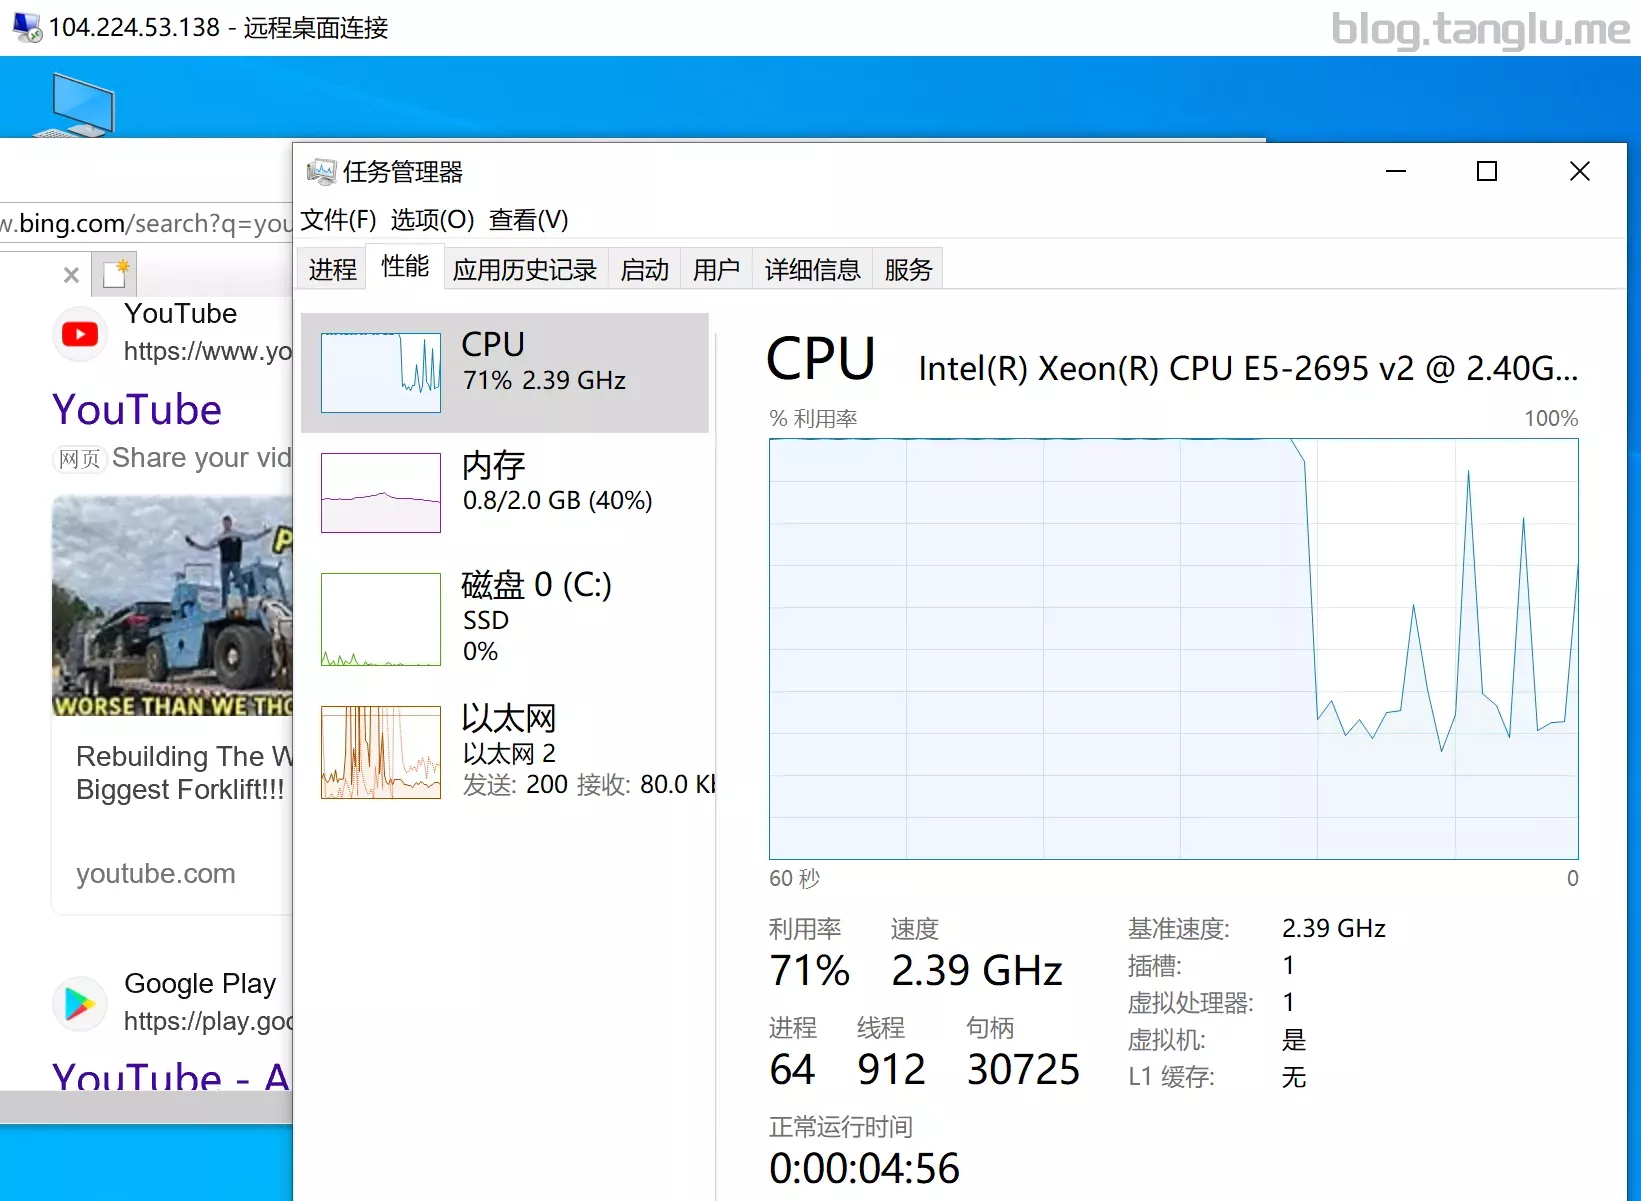 104.224.53.138 - 远程桌面连接
blog.tanglu.me
w.bing.com/search?q=you
YouTube
https://www.yo
YouTube
网页 Share your vid
WORSE THAN WE THO
Rebuilding The W
Biggest Forklift!!!
youtube.com
Google Play
https://play.goo
YouTube - A
任务管理器
文件(F) 选项(O) 查看(V)
进程 性能 应用历史记录 启动 用户 详细信息 服务
CPU
71% 2.39 GHz
内存
0.8/2.0 GB (40%)
磁盘 0 (C:)
SSD
0%
以太网
以太网 2
发送: 200 接收: 80.0 Kb
CPU Intel(R) Xeon(R) CPU E5-2695 v2 @ 2.40G...
% 利用率 100%
60 秒 0
利用率 速度
71% 2.39 GHz
进程 线程 句柄
64 912 30725
正常运行时间
0:00:04:56
基准速度: 2.39 GHz
插槽: 1
虚拟处理器: 1
虚拟机: 是
L1 缓存: 无